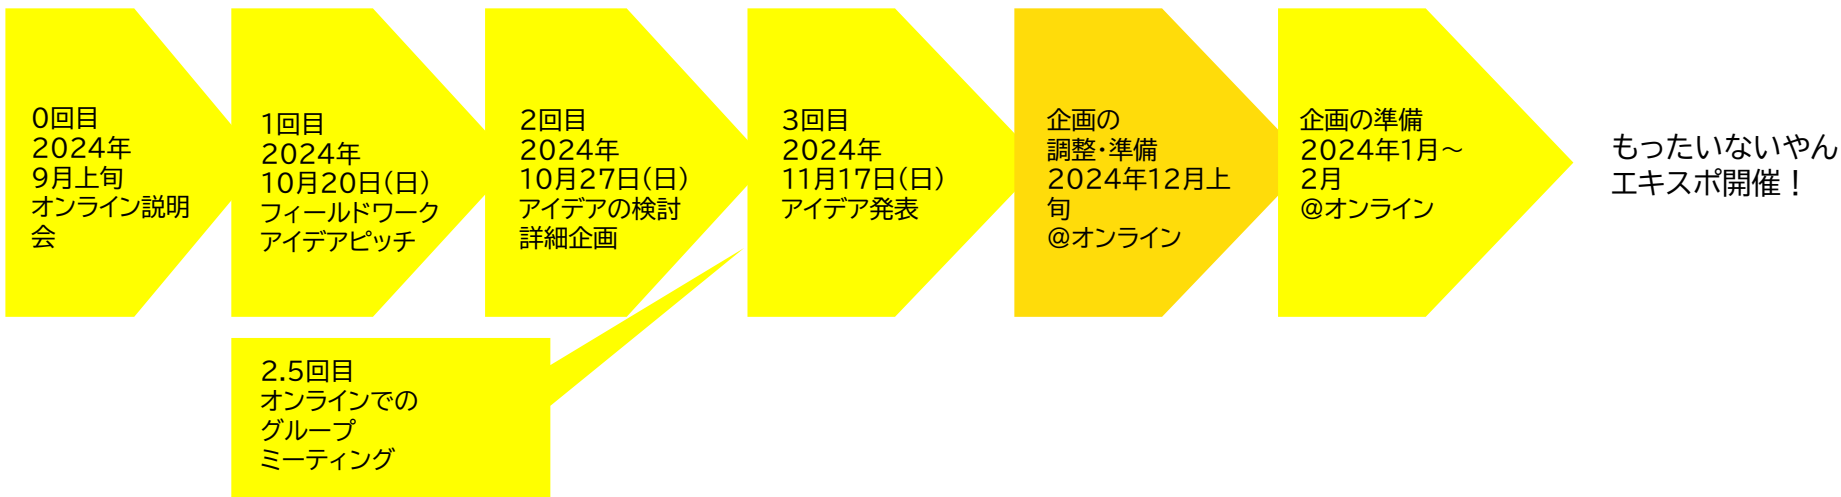 0回目
2024年
9月上旬
オンライン説明
会
1回目
2024年
10月20日(日)
フィールドワーク
アイデアピッチ
2回目
2024年
10月27日(日)
アイデアの検討
詳細企画
2.5回目
オンラインでの
グループ
ミーティング
3回目
2024年
11月17日(日)
アイデア発表
企画の
調整・準備
2024年12月上
旬
@オンライン
企画の準備
2024年1月～
2月
@オンライン
もったいないやん
エキスポ開催！